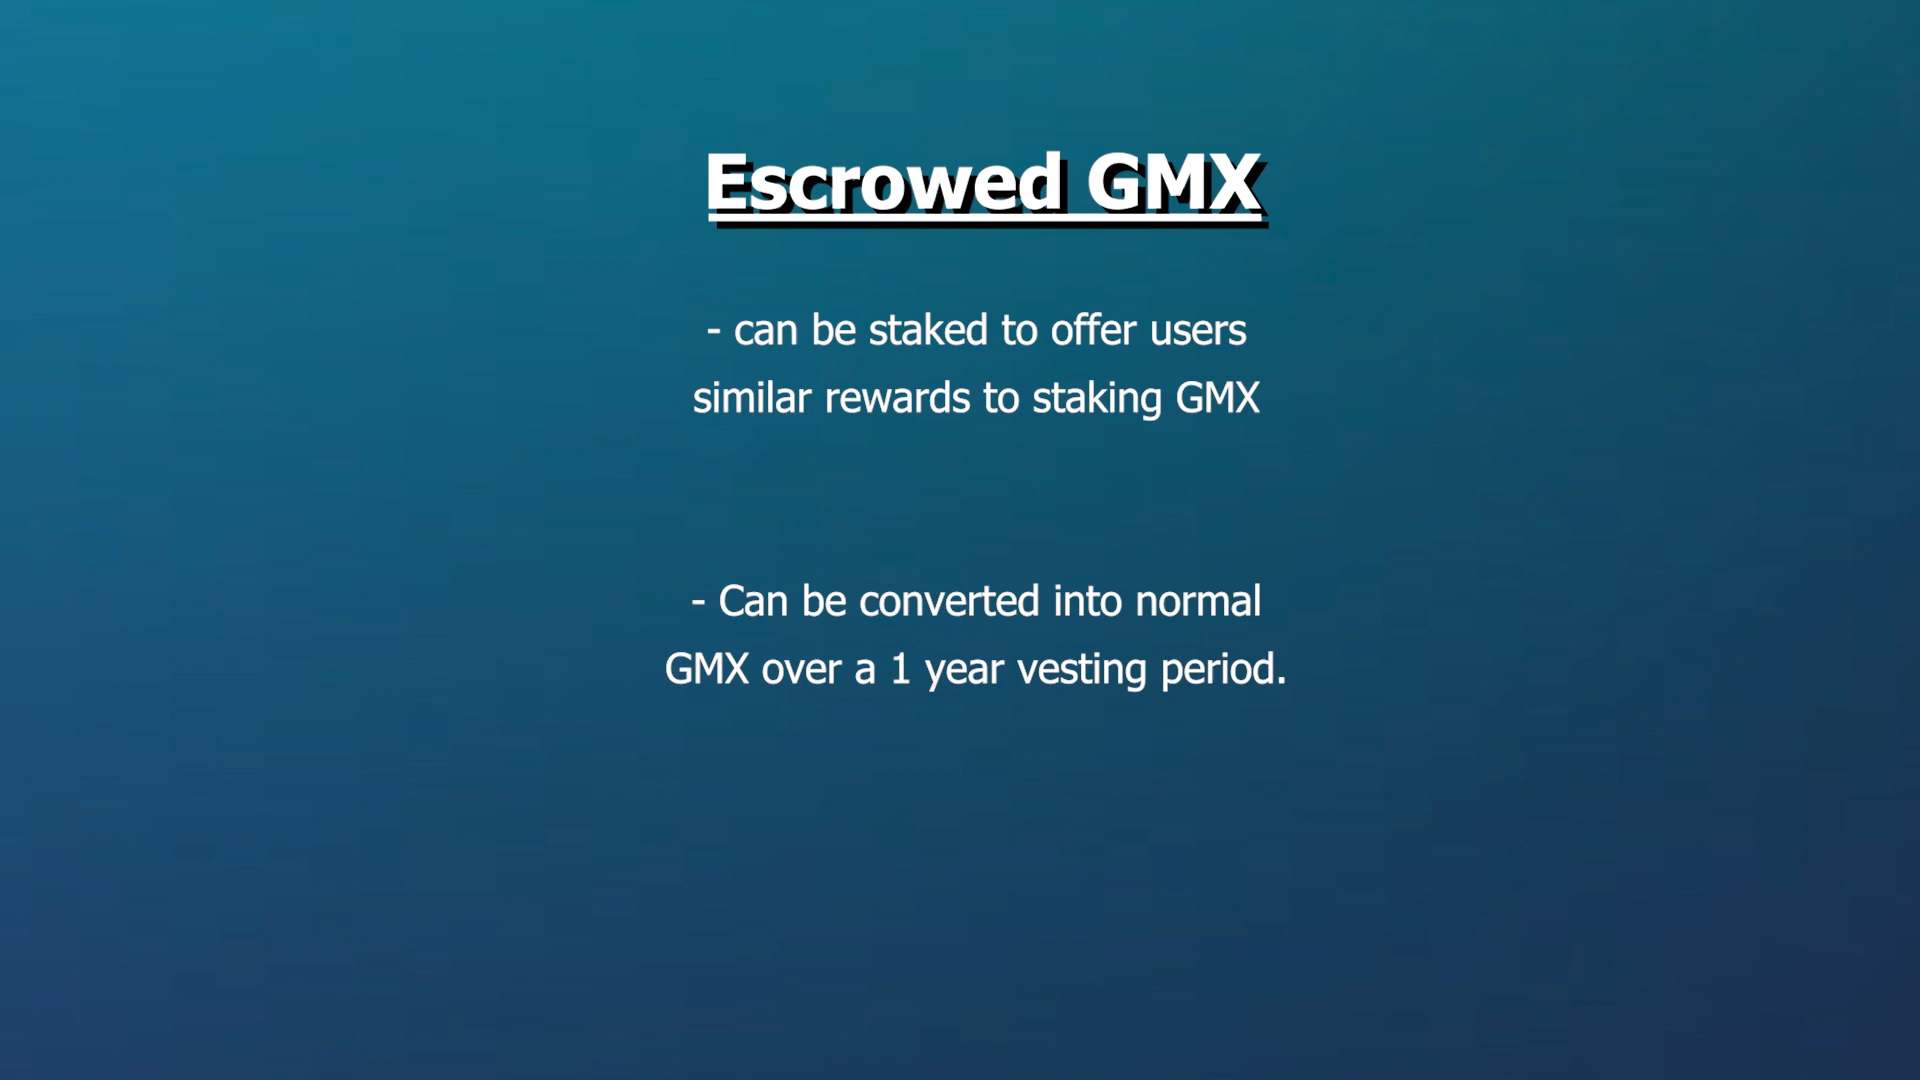 Escrowed GMX
- can be staked to offer users
similar rewards to staking GMX
- Can be converted into normal
GMX over a 1 year vesting period.